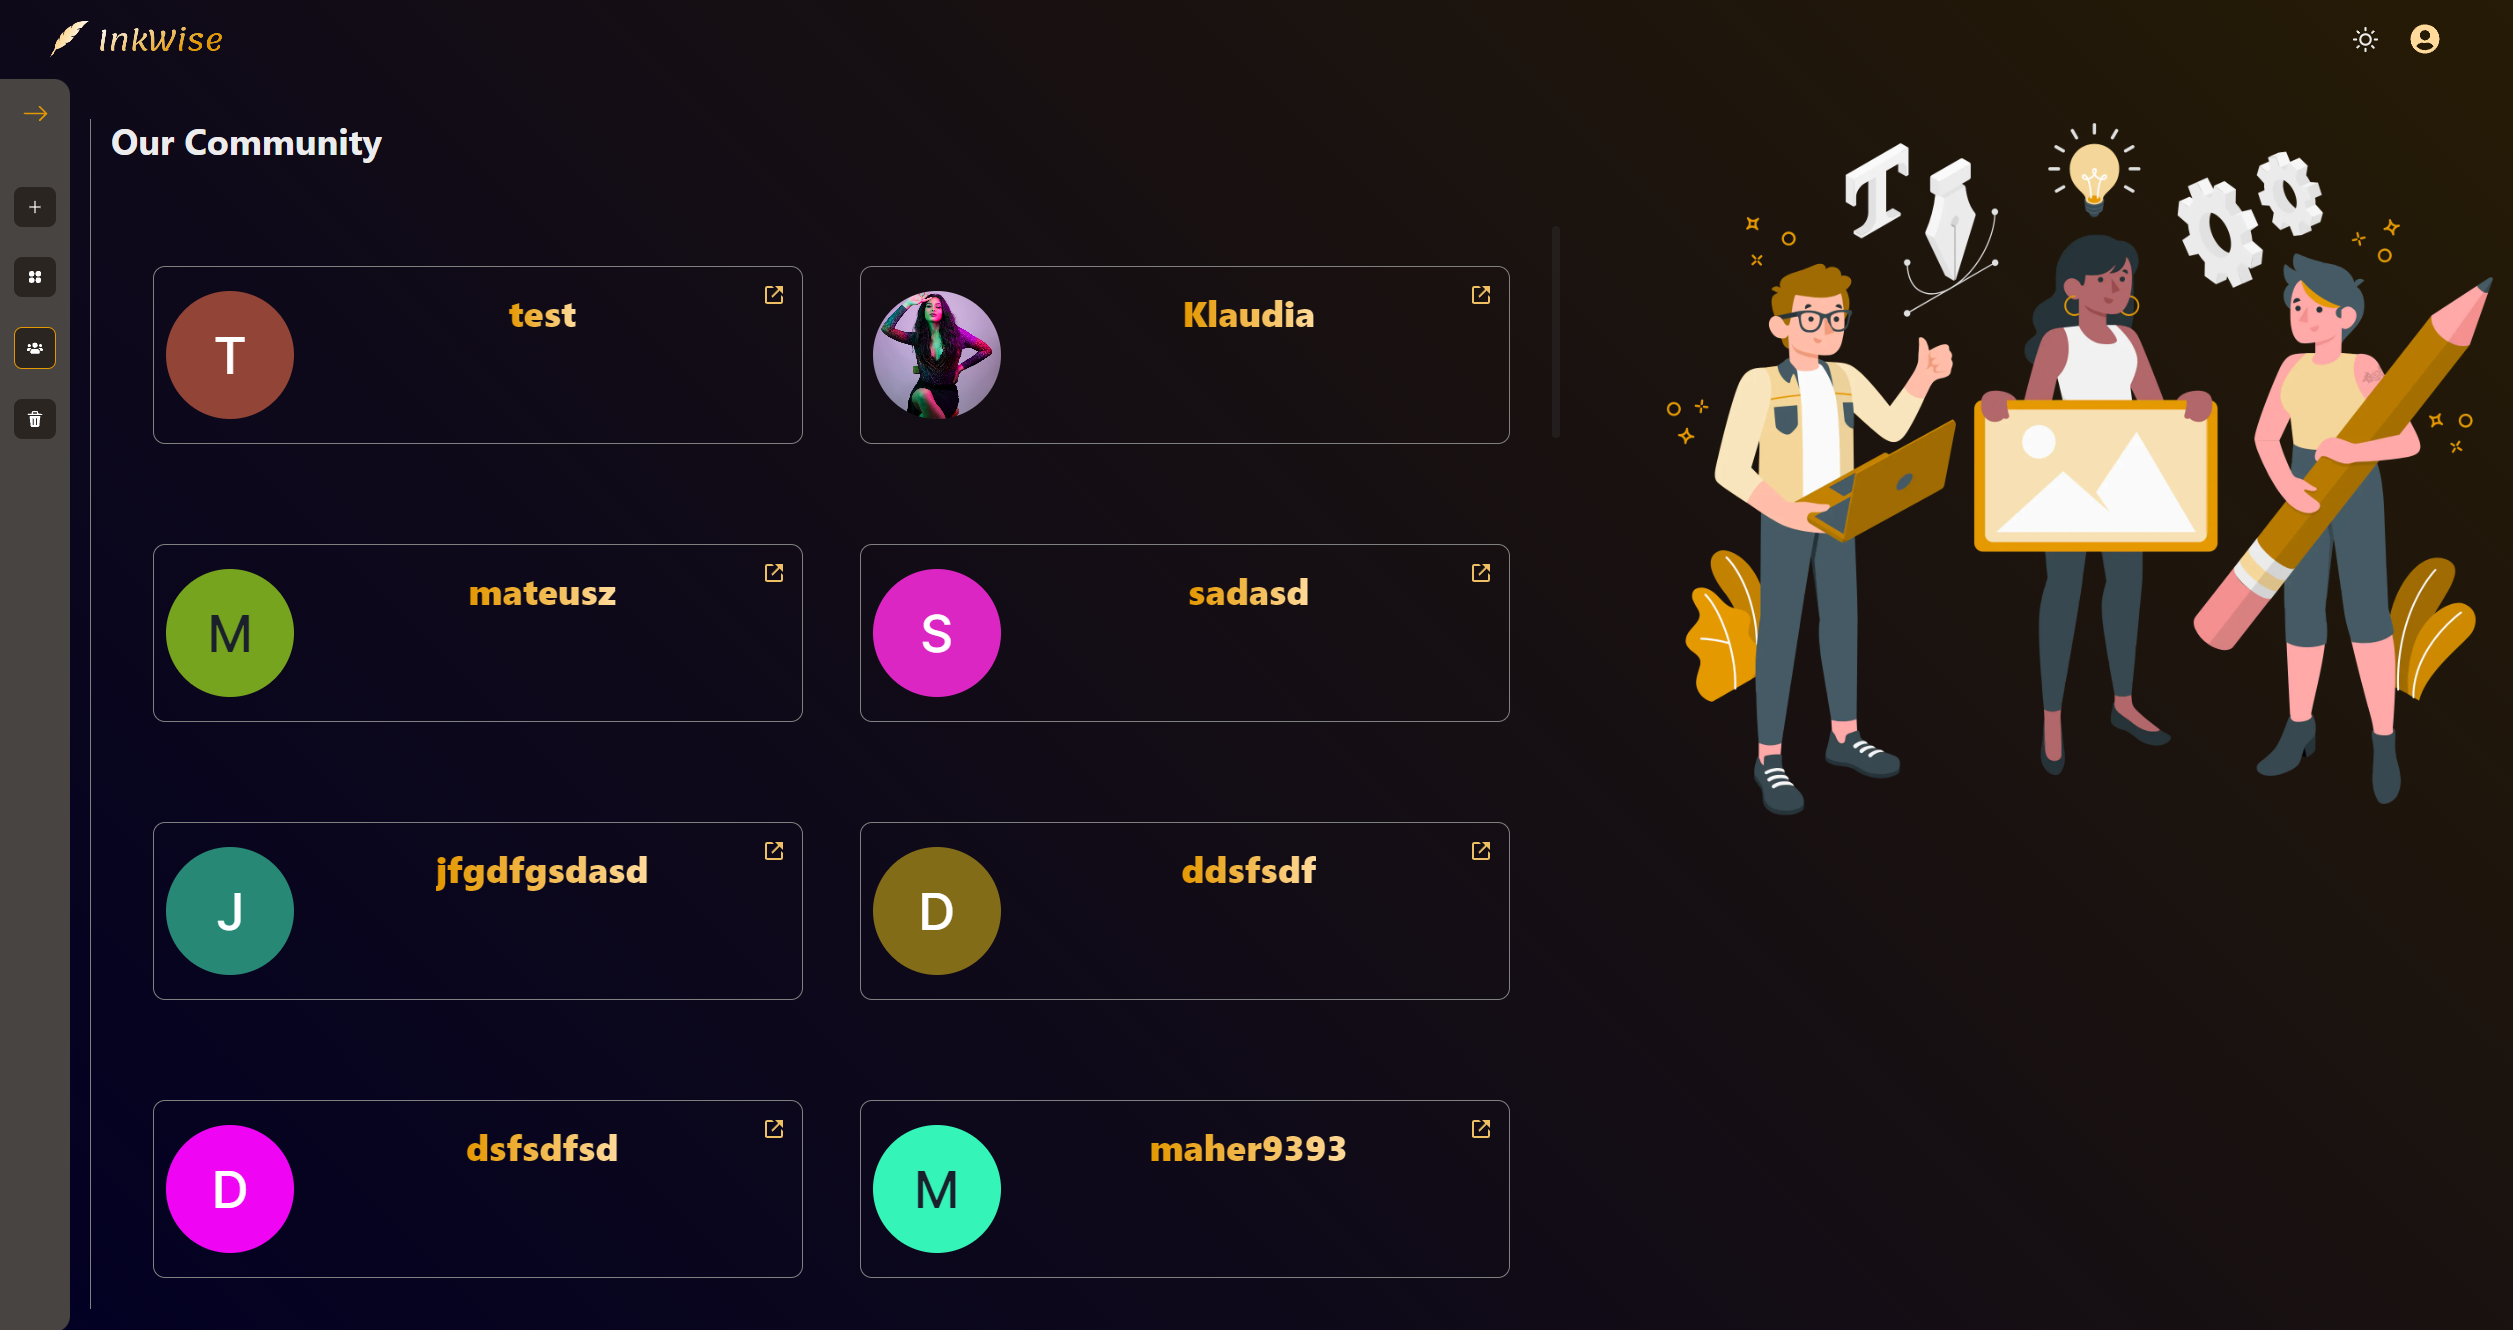 InkWise
Our Community
T
test
Klaudia
M
mateusz
S
sadasd
J
jfgdfgsdasd
D
ddsfsdf
D
dsfsdfsd
M
maher9393